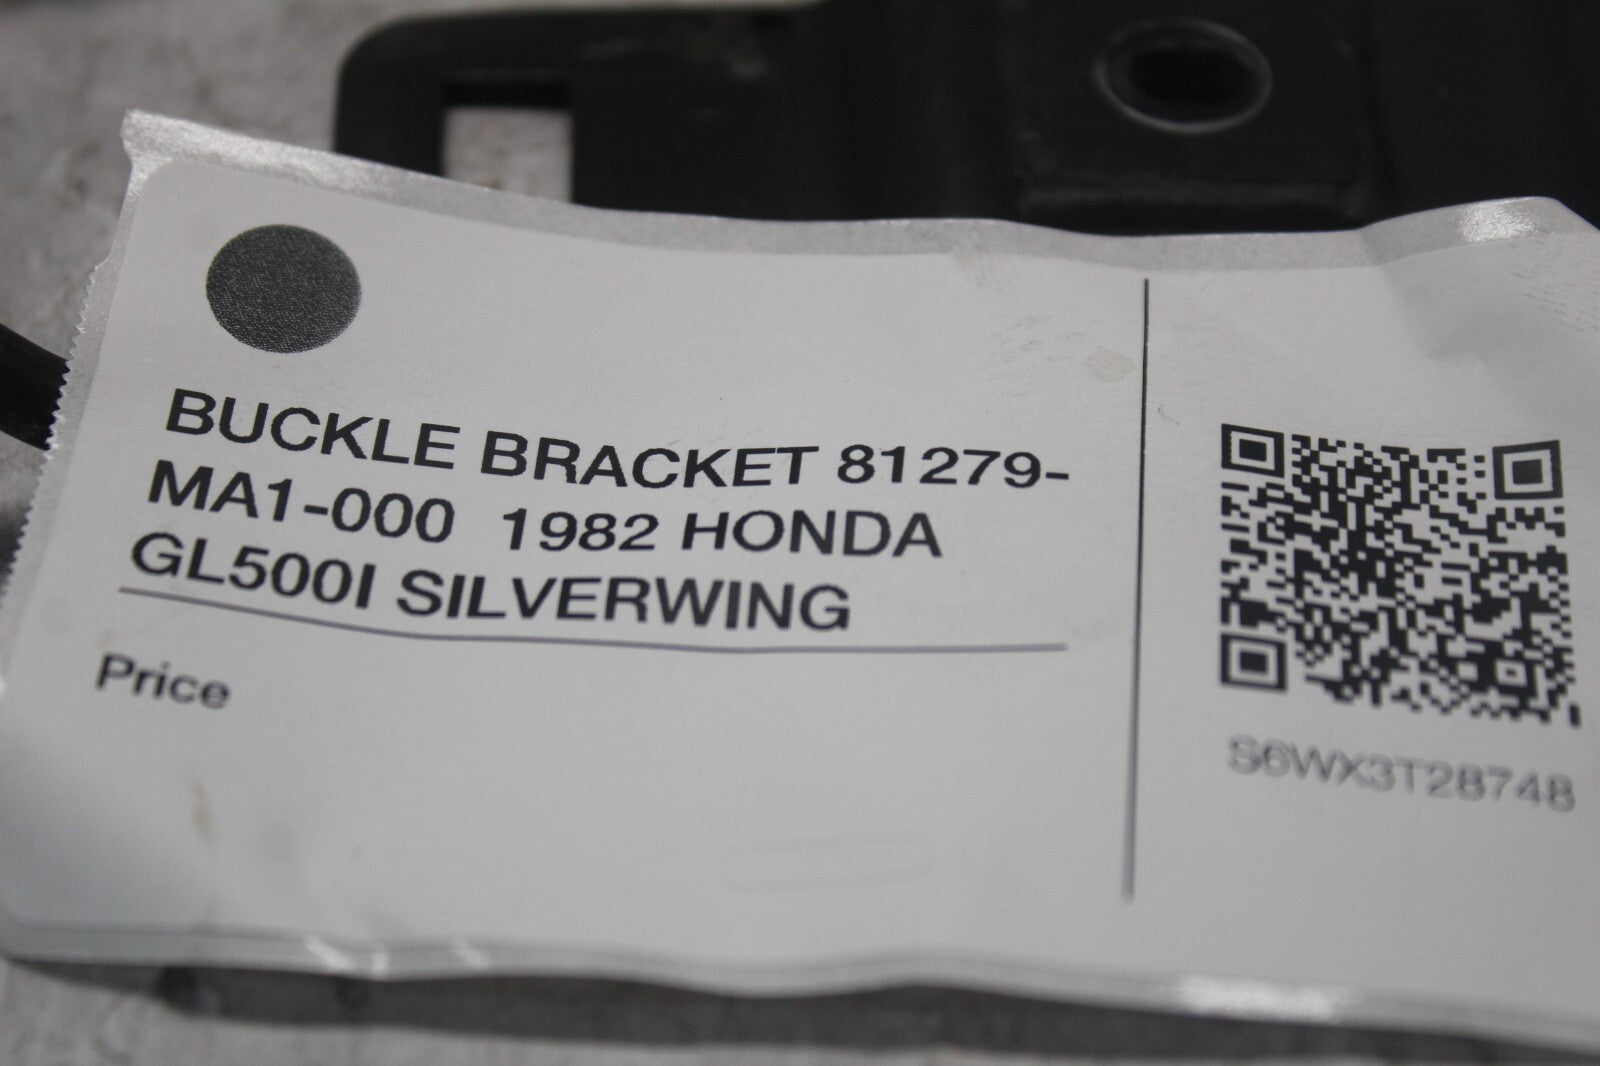 BUCKLE BRACKET 81279-
MA1-000 1982 HONDA
GL500I SILVERWING
Price
S6WX3T28748